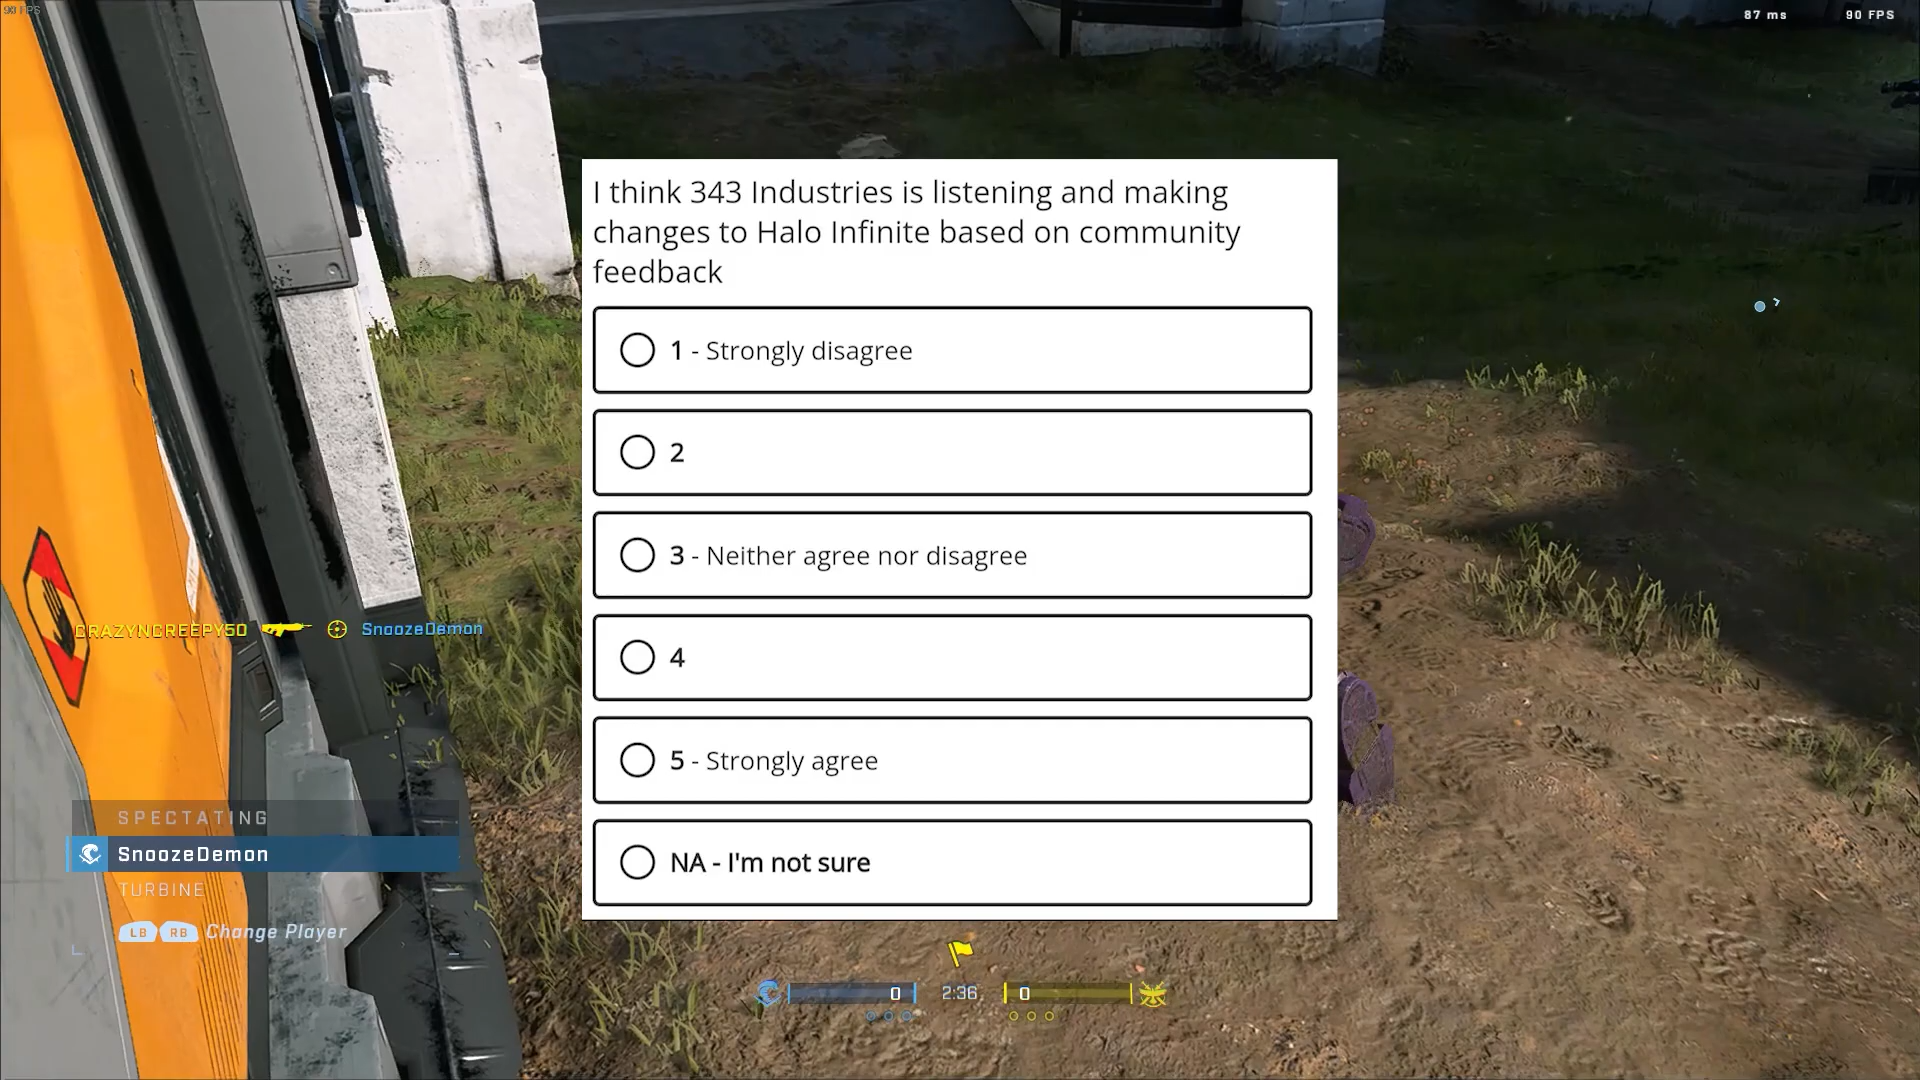 90 FPS
87 ms 90 FPS
I think 343 Industries is listening and making
changes to Halo Infinite based on community
feedback
1 - Strongly disagree
2
3 - Neither agree nor disagree
4
5 - Strongly agree
NA - I'm not sure
CRAZYNCREEPY50 SnoozeDemon
SPECTATING
SnoozeDemon
TURBINE
LB RB Change Player
0 2:36 0